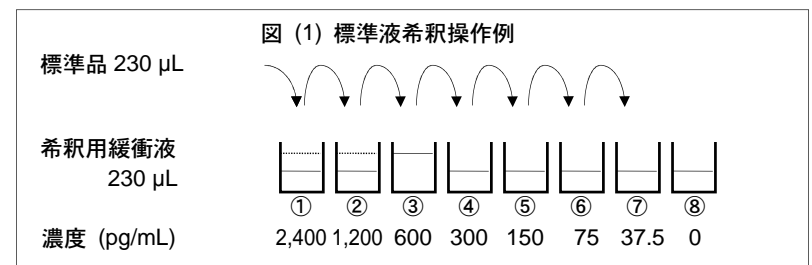 図 (1) 標準液希釈操作例
標準品 230 µL
希釈用緩衝液
230 µL
① ② ③ ④ ⑤ ⑥ ⑦ ⑧
濃度 (pg/mL) 2,400 1,200 600 300 150 75 37.5 0